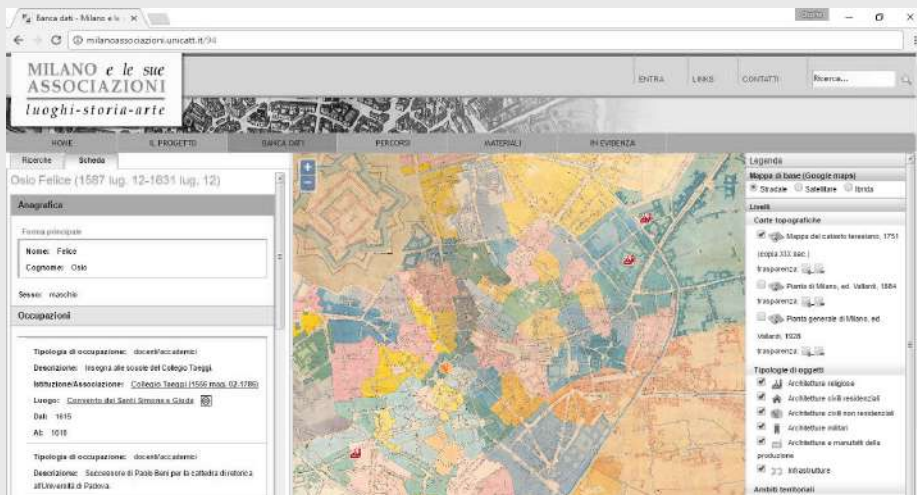 Banca dati - Milano e le
milanoassociazioni.unicatt.it/94
MILANO e le sue
ASSOCIAZIONI
luoghi-storia-arte
ENTRA
LINKS
CONTATTI
Ricerca...
HOME
IL PROGETTO
BANCA DATI
PERCORSI
MATERIALI
IN EVIDENZA
Ricerche
Scheda
Osio Felice (1587 lug. 12-1631 lug. 12)
Anagrafica
Forma principale
Nome: Felice
Cognome: Osio
Sesso: maschio
Occupazioni
Tipologia di occupazione: docenti/accademici
Descrizione: Insegna alle scuole del Collegio Taeggi.
Istituzione/Associazione: Collegio Taeggi (1556 mag. 02-1786)
Luogo: Convento dei Santi Simone e Giuda
Dal: 1615
Al: 1618
Tipologia di occupazione: docenti/accademici
Descrizione: Successore di Paolo Beni per la cattedra di retorica
all'Università di Padova.
Legenda
Mappa di base (Google maps)
Stradale Satellitare Ibrida
Livelli
Carte topografiche
Mappa del catasto teresiano, 1751
(copia XIX sec.)
trasparenza:
Pianta di Milano, ed. Vallardi, 1884
trasparenza:
Pianta generale di Milano, ed.
Vallardi, 1928
trasparenza:
Tipologie di oggetti
Architetture religiose
Architetture civili residenziali
Architetture civili non residenziali
Architetture militari
Architetture e manufatti della
produzione
Infrastrutture
Ambiti territoriali